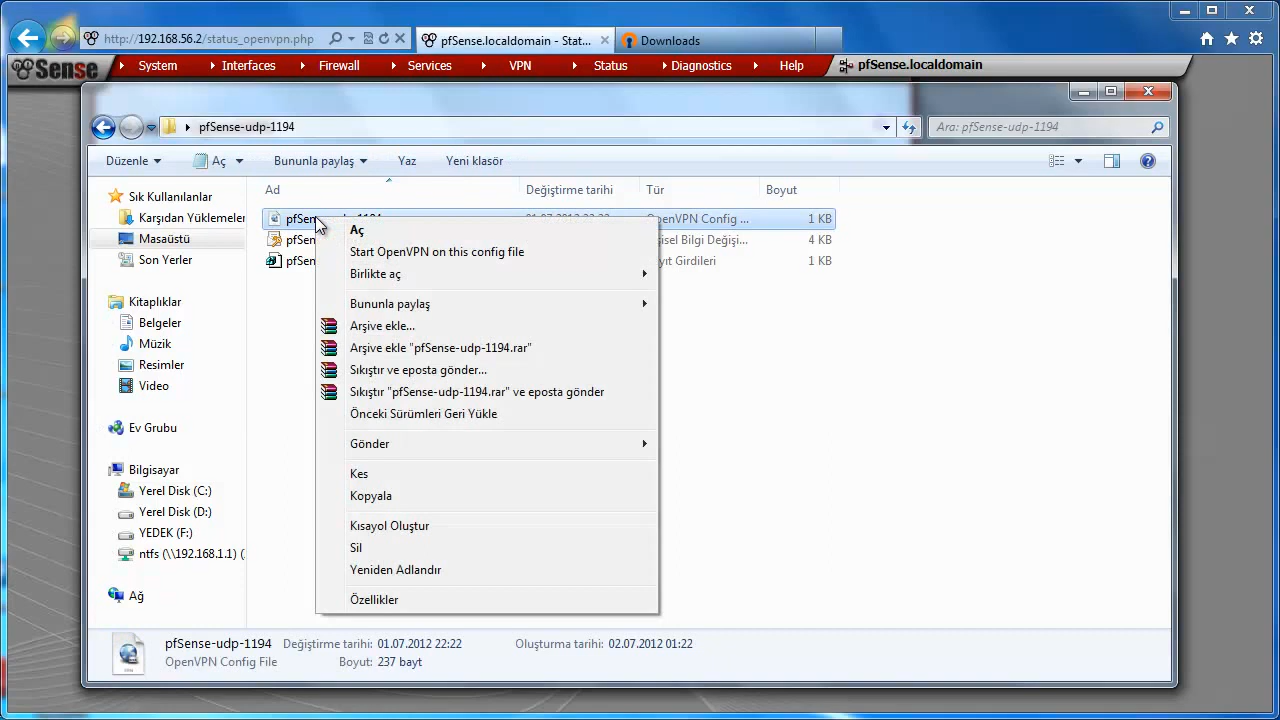 http://192.168.56.2/status_openvpn.php
pfSense.localdomain - Stat...
Downloads
Sense
System
Interfaces
Firewall
Services
VPN
Status
Diagnostics
Help
pfSense.localdomain
pfSense-udp-1194
Ara: pfSense-udp-1194
Düzenle
Aç
Bununla paylaş
Yaz
Yeni klasör
Ad
Değiştirme tarihi
Tür
Boyut
OpenVPN Config ...
1 KB
4 KB
1 KB
Sık Kullanılanlar
Karşıdan Yüklemeler
Masaüstü
Son Yerler
Kitaplıklar
Belgeler
Müzik
Resimler
Video
Ev Grubu
Bilgisayar
Yerel Disk (C:)
Yerel Disk (D:)
YEDEK (F:)
ntfs (\\192.168.1.1) (
Ağ
Aç
Start OpenVPN on this config file
Birlikte aç
Bununla paylaş
Arşive ekle...
Arşive ekle "pfSense-udp-1194.rar"
Sıkıştır ve eposta gönder...
Sıkıştır "pfSense-udp-1194.rar" ve eposta gönder
Önceki Sürümleri Geri Yükle
Gönder
Kes
Kopyala
Kısayol Oluştur
Sil
Yeniden Adlandır
Özellikler
pfSense-udp-1194
Değiştirme tarihi: 01.07.2012 22:22
Oluşturma tarihi: 02.07.2012 01:22
OpenVPN Config File
Boyut: 237 bayt